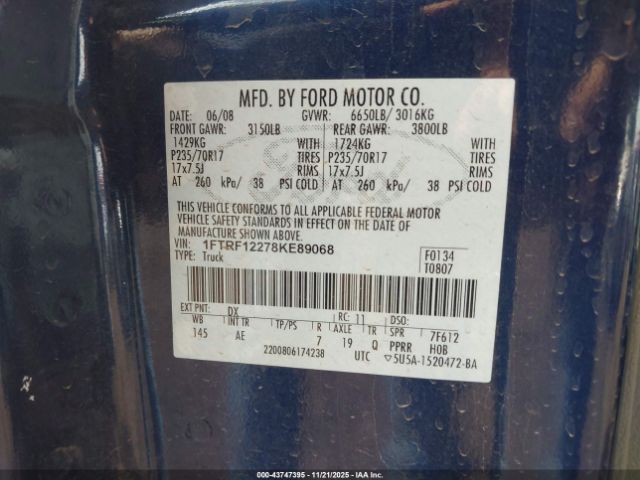 MFD. BY FORD MOTOR CO.
DATE: 06/08 GVWR: 6650LB/ 3016KG
FRONT GAWR: 3150LB REAR GAWR: 3800LB
1429KG WITH 1724KG WITH
P235/70R17 TIRES P235/70R17 TIRES
17x7.5J RIMS 17x7.5J RIMS
AT 260 kPa/ 38 PSI COLD AT 260 kPa/ 38 PSI COLD
THIS VEHICLE CONFORMS TO ALL APPLICABLE FEDERAL MOTOR
VEHICLE SAFETY STANDARDS IN EFFECT ON THE DATE OF
MANUFACTURE SHOWN ABOVE.
VIN: 1FTRF12278KE89068 F0134
TYPE: Truck T0807
EXT PNT: DX RC: 11 DSO:
WB INT TR TP/PS R AXLE TR SPR 7F612
145 AE 7 19 Q PPRR H0B
2200806174238 UTC ▽5U5A-1520472-BA
00-43747395 - 11/21/2025 - IAAI.COM